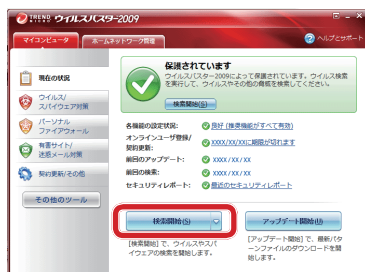 TREND MICRO ウイルスバスター2009
マイコンピュータ
ホームネットワーク管理
ヘルプとサポート
現在の状況
ウイルス/
スパイウェア対策
パーソナル
ファイアウォール
有害サイト/
迷惑メール対策
契約更新/その他
その他のツール
保護されています
ウイルスバスター2009によって保護されています。ウイルス検索
を実行して、ウイルスやその他の脅威を検索してください。
検索開始(S)
各機能の設定状況: 良好 (推奨機能がすべて有効)
オンラインユーザ登録/
契約更新: XXXX/XX/XXに期限が切れます
前回のアップデート: XXXX/XX/XX
前回の検索: XXXX/XX/XX
セキュリティレポート: 最近のセキュリティレポート
検索開始(S)
[検索開始] で、ウイルスやスパ
イウェアの検索を開始します。
アップデート開始(U)
[アップデート開始] で、最新パタ
ーンファイルのダウンロードを開
始します。